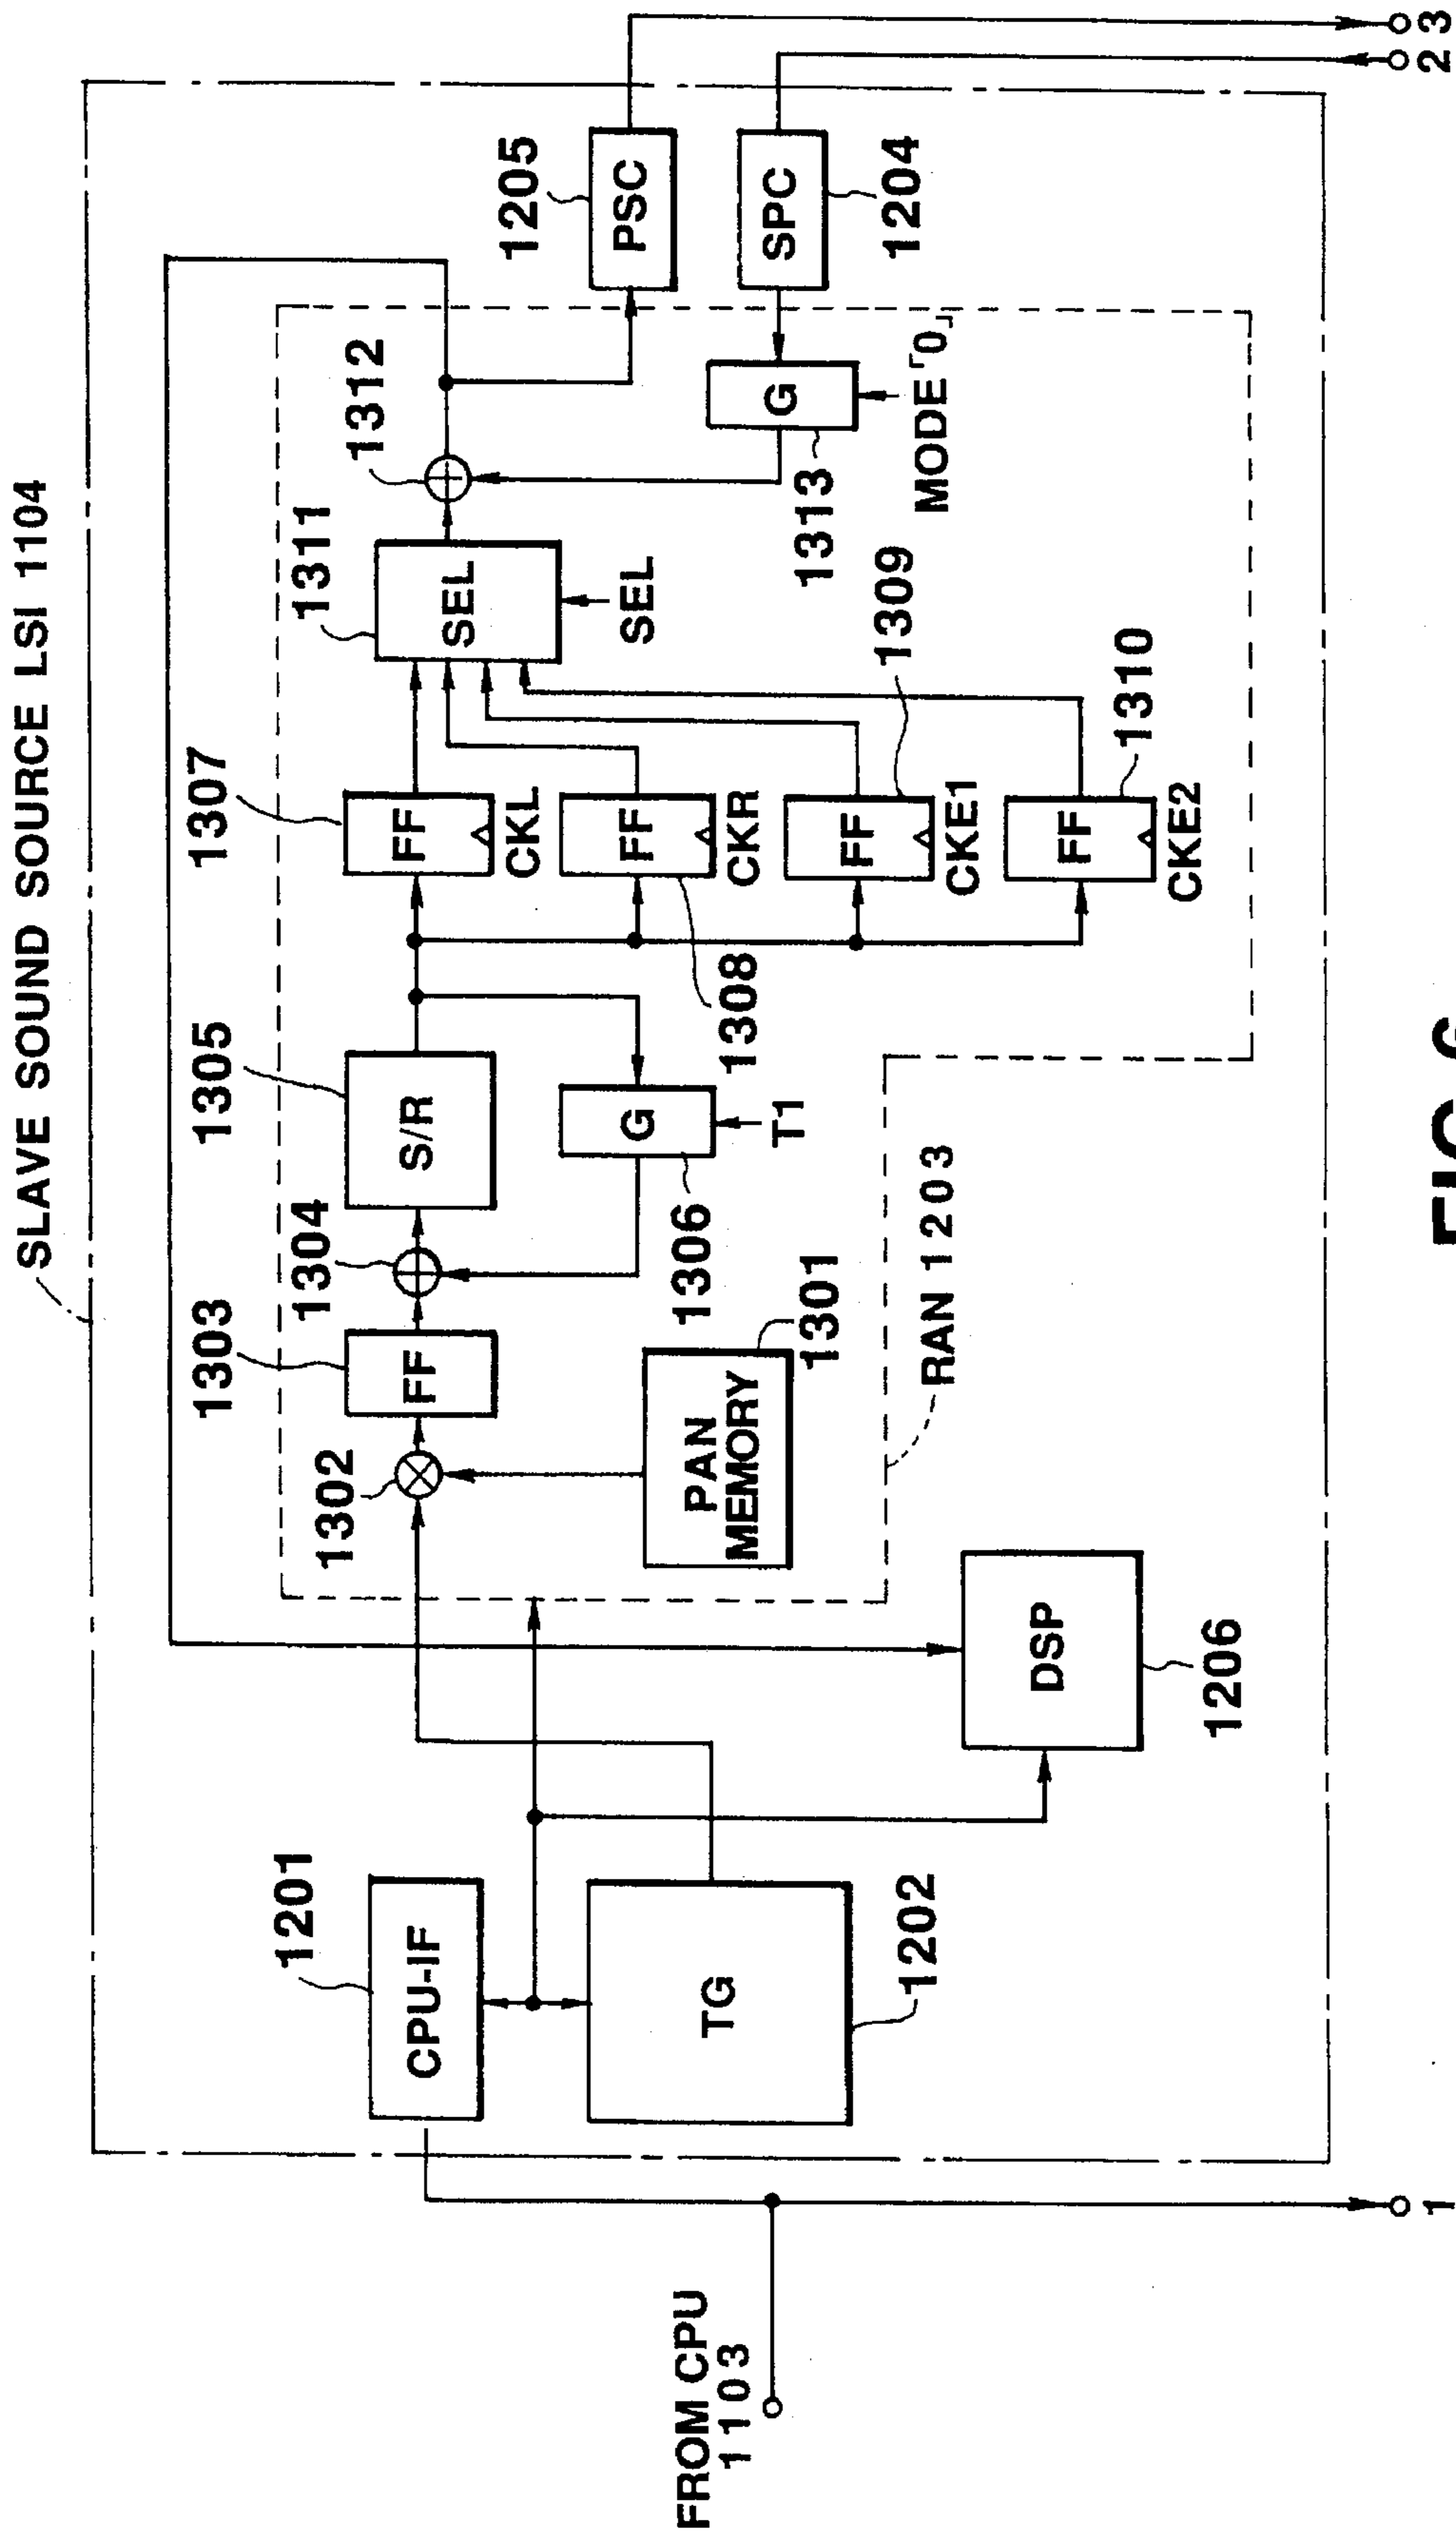 SLAVE SOUND SOURCE LSI 1104
FROM CPU
1103
1
1201
CPU-IF
TG
1202
DSP
1206
1302
1303
FF
1304
1305
S/R
G
T1
1306
PAN
MEMORY
1301
RAN 1203
1307
FF
CKL
FF
CKR
1308
FF
CKE1
1309
FF
CKE2
1310
1311
SEL
SEL
1312
G
1313
MODE「0」
1205
PSC
SPC
1204
2
3